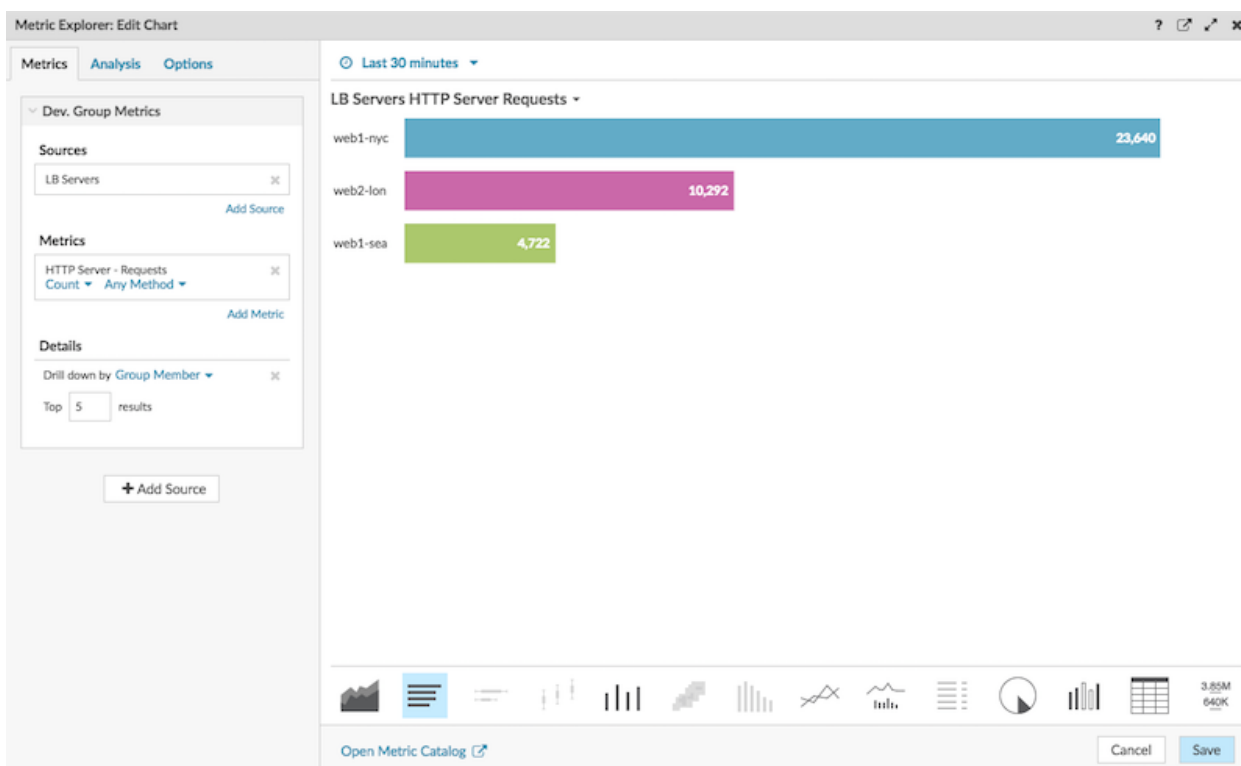 Metric Explorer: Edit Chart
?
Metrics Analysis Options
Last 30 minutes
Dev. Group Metrics
Sources
LB Servers
Add Source
Metrics
HTTP Server - Requests
Count Any Method
Add Metric
Details
Drill down by Group Member
Top 5 results
+ Add Source
LB Servers HTTP Server Requests
web1-nyc 23,640
web2-lon 10,292
web1-sea 4,722
3.85M
640K
Open Metric Catalog
Cancel Save